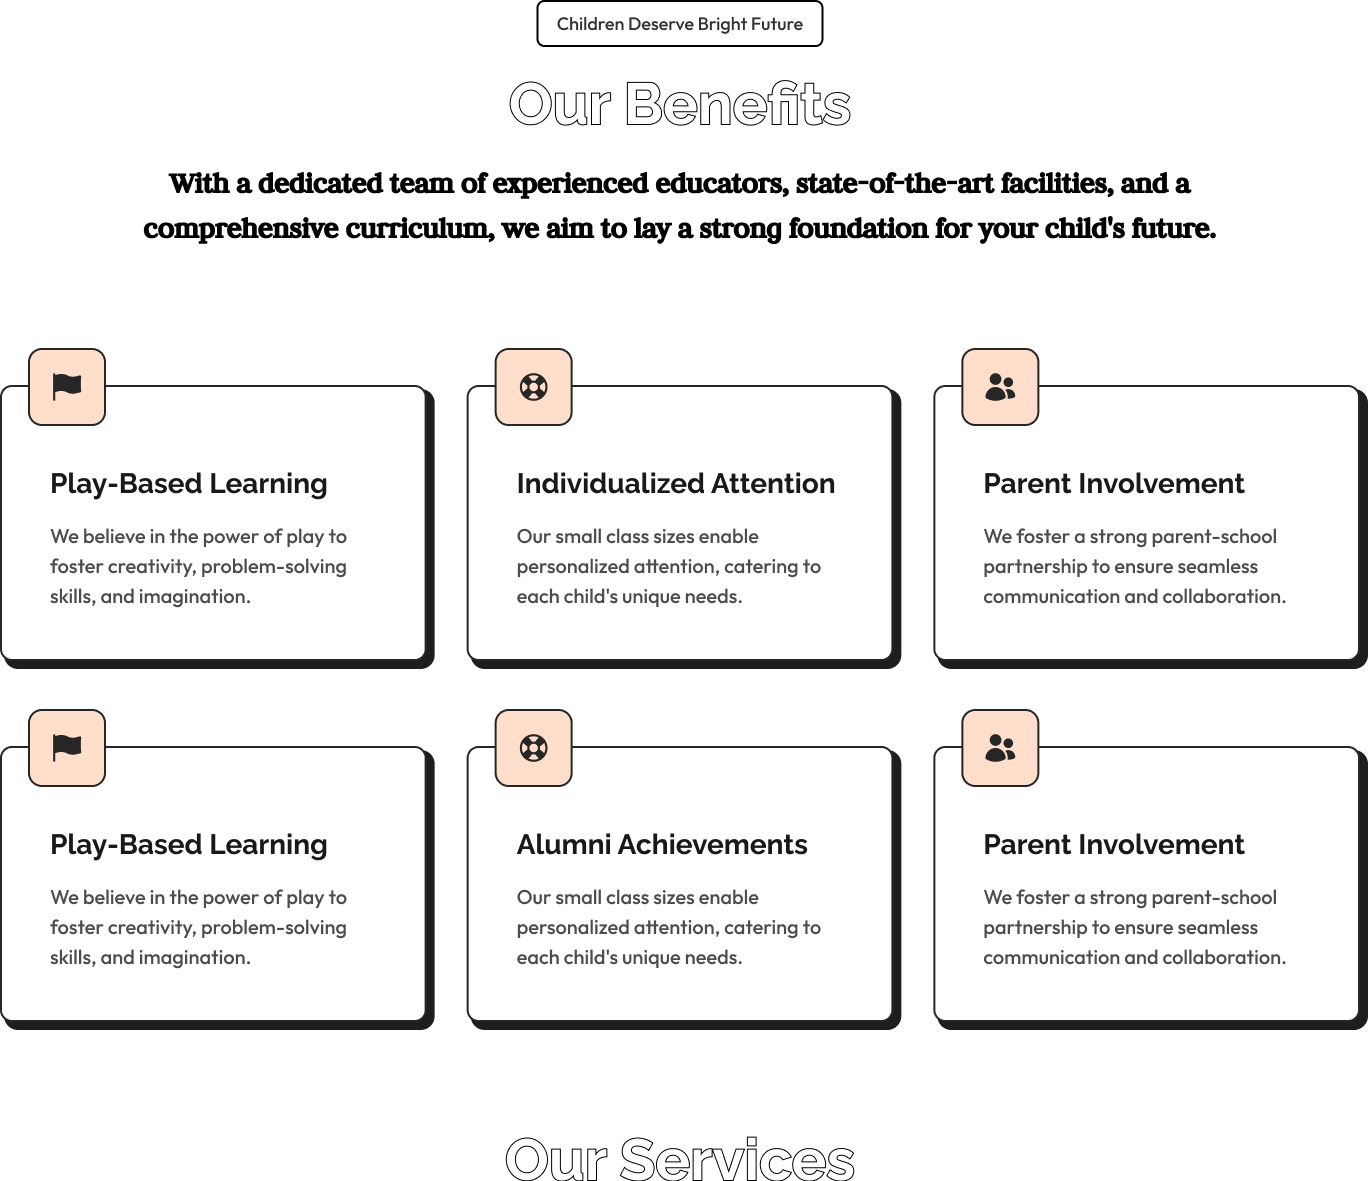 Children Deserve Bright Future
Our Benefits
With a dedicated team of experienced educators, state-of-the-art facilities, and a
comprehensive curriculum, we aim to lay a strong foundation for your child's future.
Play-Based Learning
We believe in the power of play to
foster creativity, problem-solving
skills, and imagination.
Individualized Attention
Our small class sizes enable
personalized attention, catering to
each child's unique needs.
Parent Involvement
We foster a strong parent-school
partnership to ensure seamless
communication and collaboration.
Play-Based Learning
We believe in the power of play to
foster creativity, problem-solving
skills, and imagination.
Alumni Achievements
Our small class sizes enable
personalized attention, catering to
each child's unique needs.
Parent Involvement
We foster a strong parent-school
partnership to ensure seamless
communication and collaboration.
Our Services